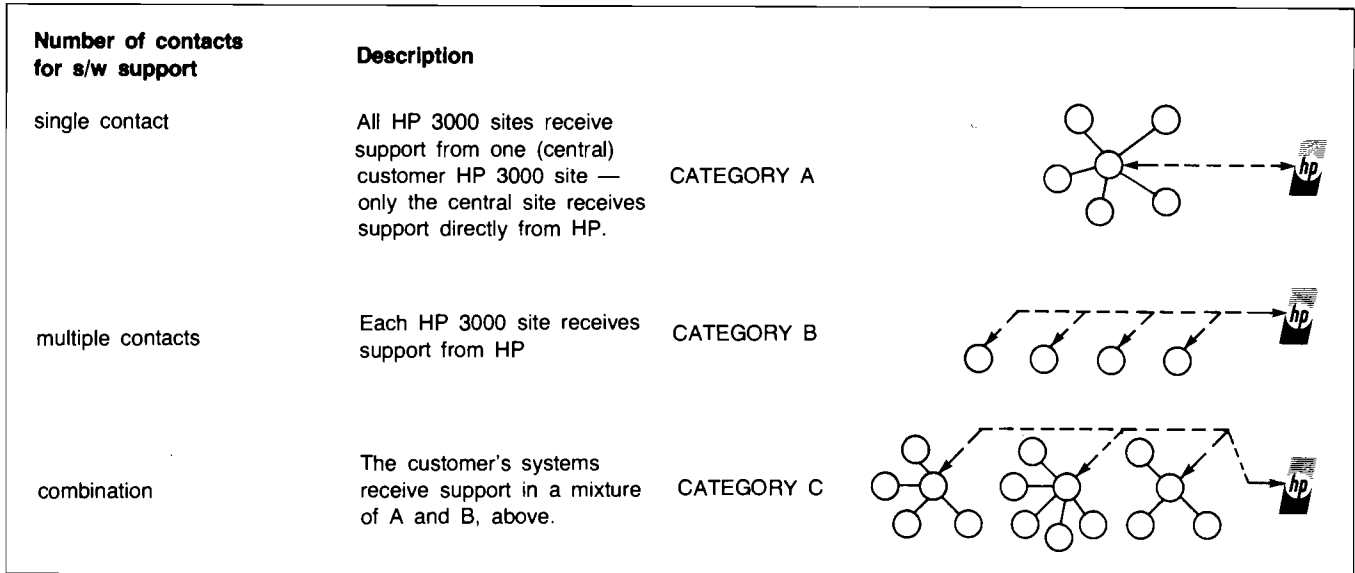 Number of contacts
for s/w support
Description
single contact
All HP 3000 sites receive
support from one (central)
customer HP 3000 site —
only the central site receives
support directly from HP.
CATEGORY A
hp
multiple contacts
Each HP 3000 site receives
support from HP
CATEGORY B
hp
combination
The customer's systems
receive support in a mixture
of A and B, above.
CATEGORY C
hp